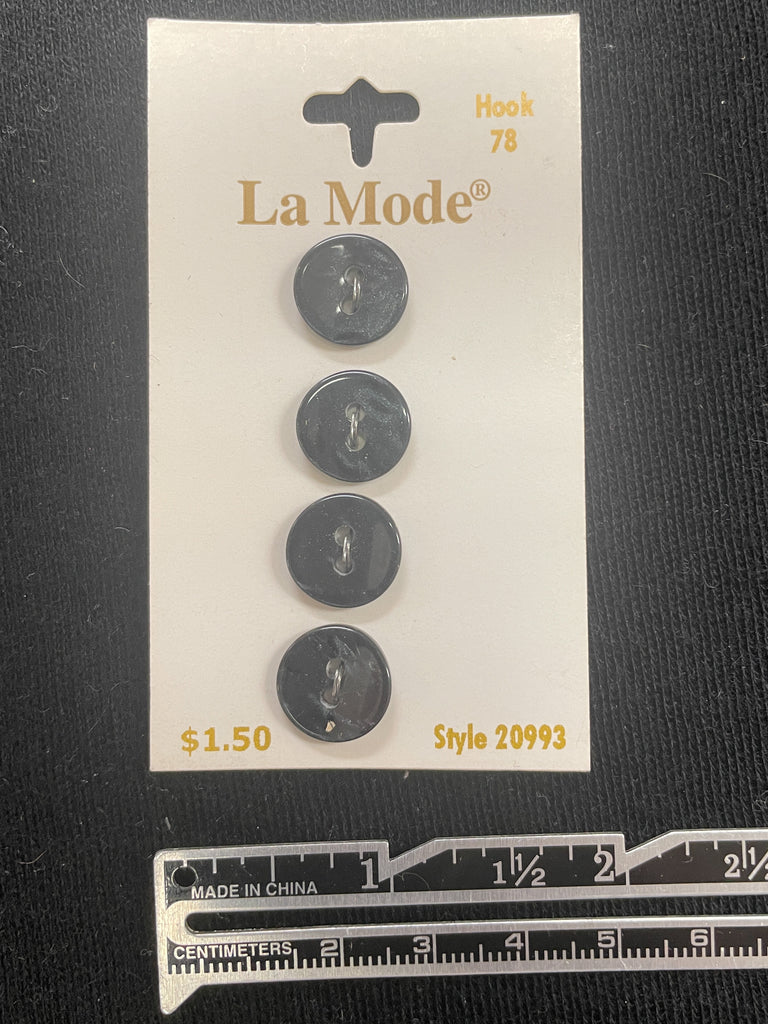 Hook
78
La Mode®
$1.50
Style 20993
1 1½ 2 2½
MADE IN CHINA
CENTIMETERS 2 3 4 5 6